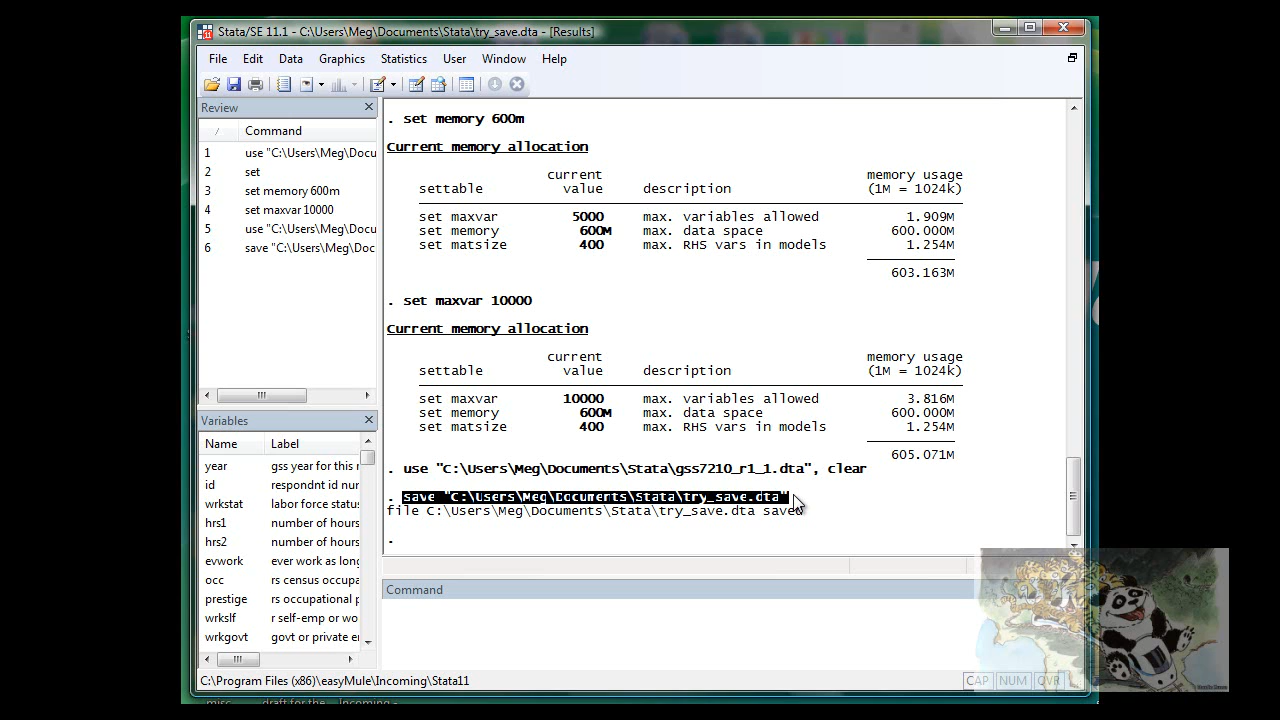 Stata/SE 11.1 - C:\Users\Meg\Documents\Stata\try_save.dta - [Results]
File Edit Data Graphics Statistics User Window Help
Review
Command
1 use "C:\Users\Meg\Docu
2 set
3 set memory 600m
4 set maxvar 10000
5 use "C:\Users\Meg\Docu
6 save "C:\Users\Meg\Doc
Variables
Name Label
year gss year for this r
id respondnt id num
wrkstat labor force status
hrs1 number of hours
hrs2 number of hours
evwork ever work as long
occ rs census occupa
prestige rs occupational p
wrkslf r self-emp or wo
wrkgovt govt or private e
. set memory 600m
Current memory allocation
current memory usage
settable value description (1M = 1024k)
set maxvar 5000 max. variables allowed 1.909M
set memory 600M max. data space 600.000M
set matsize 400 max. RHS vars in models 1.254M
603.163M
. set maxvar 10000
Current memory allocation
current memory usage
settable value description (1M = 1024k)
set maxvar 10000 max. variables allowed 3.816M
set memory 600M max. data space 600.000M
set matsize 400 max. RHS vars in models 1.254M
605.071M
. use "C:\Users\Meg\Documents\Stata\gss7210_r1_1.dta", clear
. save "C:\Users\Meg\Documents\Stata\try_save.dta"
file C:\Users\Meg\Documents\Stata\try_save.dta saved
.
Command
C:\Program Files (x86)\easyMule\Incoming\Stata11
CAP NUM OVR